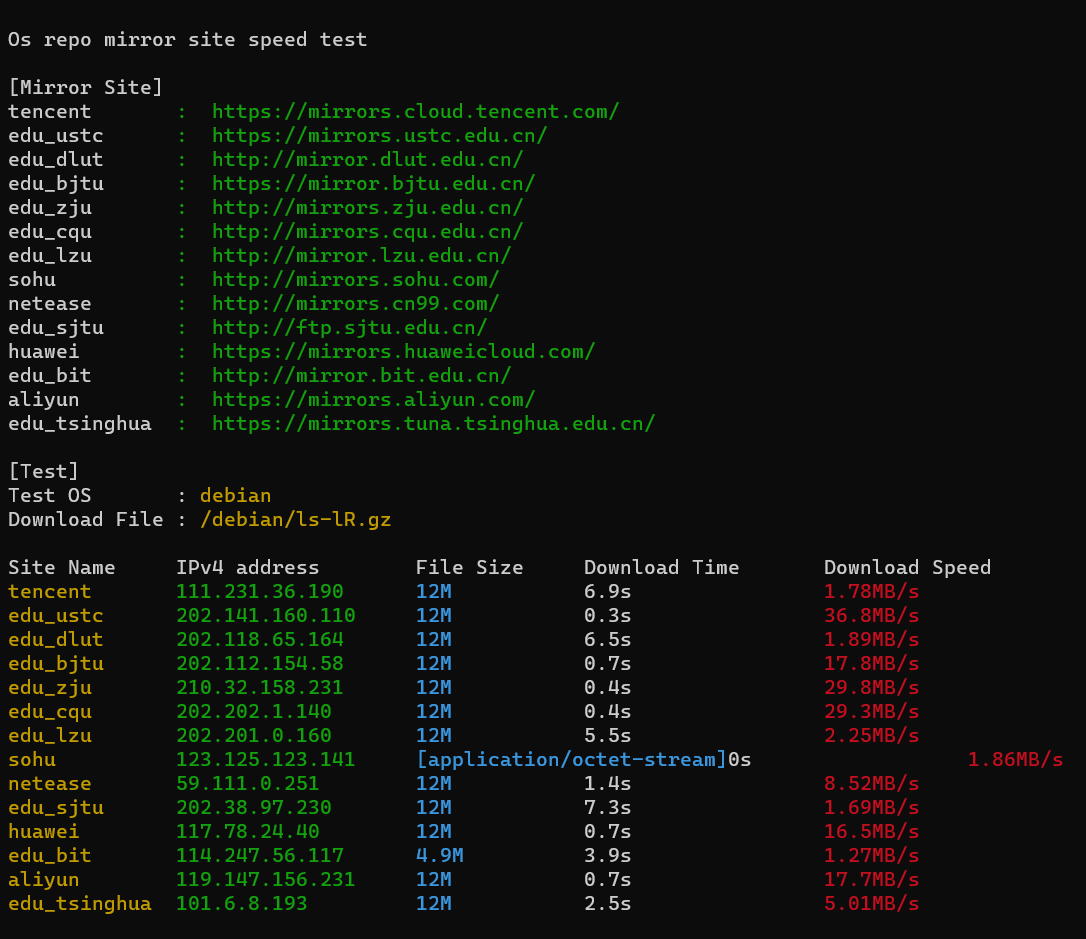 Os repo mirror site speed test
[Mirror Site]
tencent : https://mirrors.cloud.tencent.com/
edu_ustc : https://mirrors.ustc.edu.cn/
edu_dlut : http://mirror.dlut.edu.cn/
edu_bjtu : https://mirror.bjtu.edu.cn/
edu_zju : http://mirrors.zju.edu.cn/
edu_cqu : http://mirrors.cqu.edu.cn/
edu_lzu : http://mirror.lzu.edu.cn/
sohu : http://mirrors.sohu.com/
netease : http://mirrors.cn99.com/
edu_sjtu : http://ftp.sjtu.edu.cn/
huawei : https://mirrors.huaweicloud.com/
edu_bit : http://mirror.bit.edu.cn/
aliyun : https://mirrors.aliyun.com/
edu_tsinghua : https://mirrors.tuna.tsinghua.edu.cn/
[Test]
Test OS : debian
Download File : /debian/ls-lR.gz
Site Name IPv4 address File Size Download Time Download Speed
tencent 111.231.36.190 12M 6.9s 1.78MB/s
edu_ustc 202.141.160.110 12M 0.3s 36.8MB/s
edu_dlut 202.118.65.164 12M 6.5s 1.89MB/s
edu_bjtu 202.112.154.58 12M 0.7s 17.8MB/s
edu_zju 210.32.158.231 12M 0.4s 29.8MB/s
edu_cqu 202.202.1.140 12M 0.4s 29.3MB/s
edu_lzu 202.201.0.160 12M 5.5s 2.25MB/s
sohu 123.125.123.141 [application/octet-stream]0s 1.86MB/s
netease 59.111.0.251 12M 1.4s 8.52MB/s
edu_sjtu 202.38.97.230 12M 7.3s 1.69MB/s
huawei 117.78.24.40 12M 0.7s 16.5MB/s
edu_bit 114.247.56.117 4.9M 3.9s 1.27MB/s
aliyun 119.147.156.231 12M 0.7s 17.7MB/s
edu_tsinghua 101.6.8.193 12M 2.5s 5.01MB/s